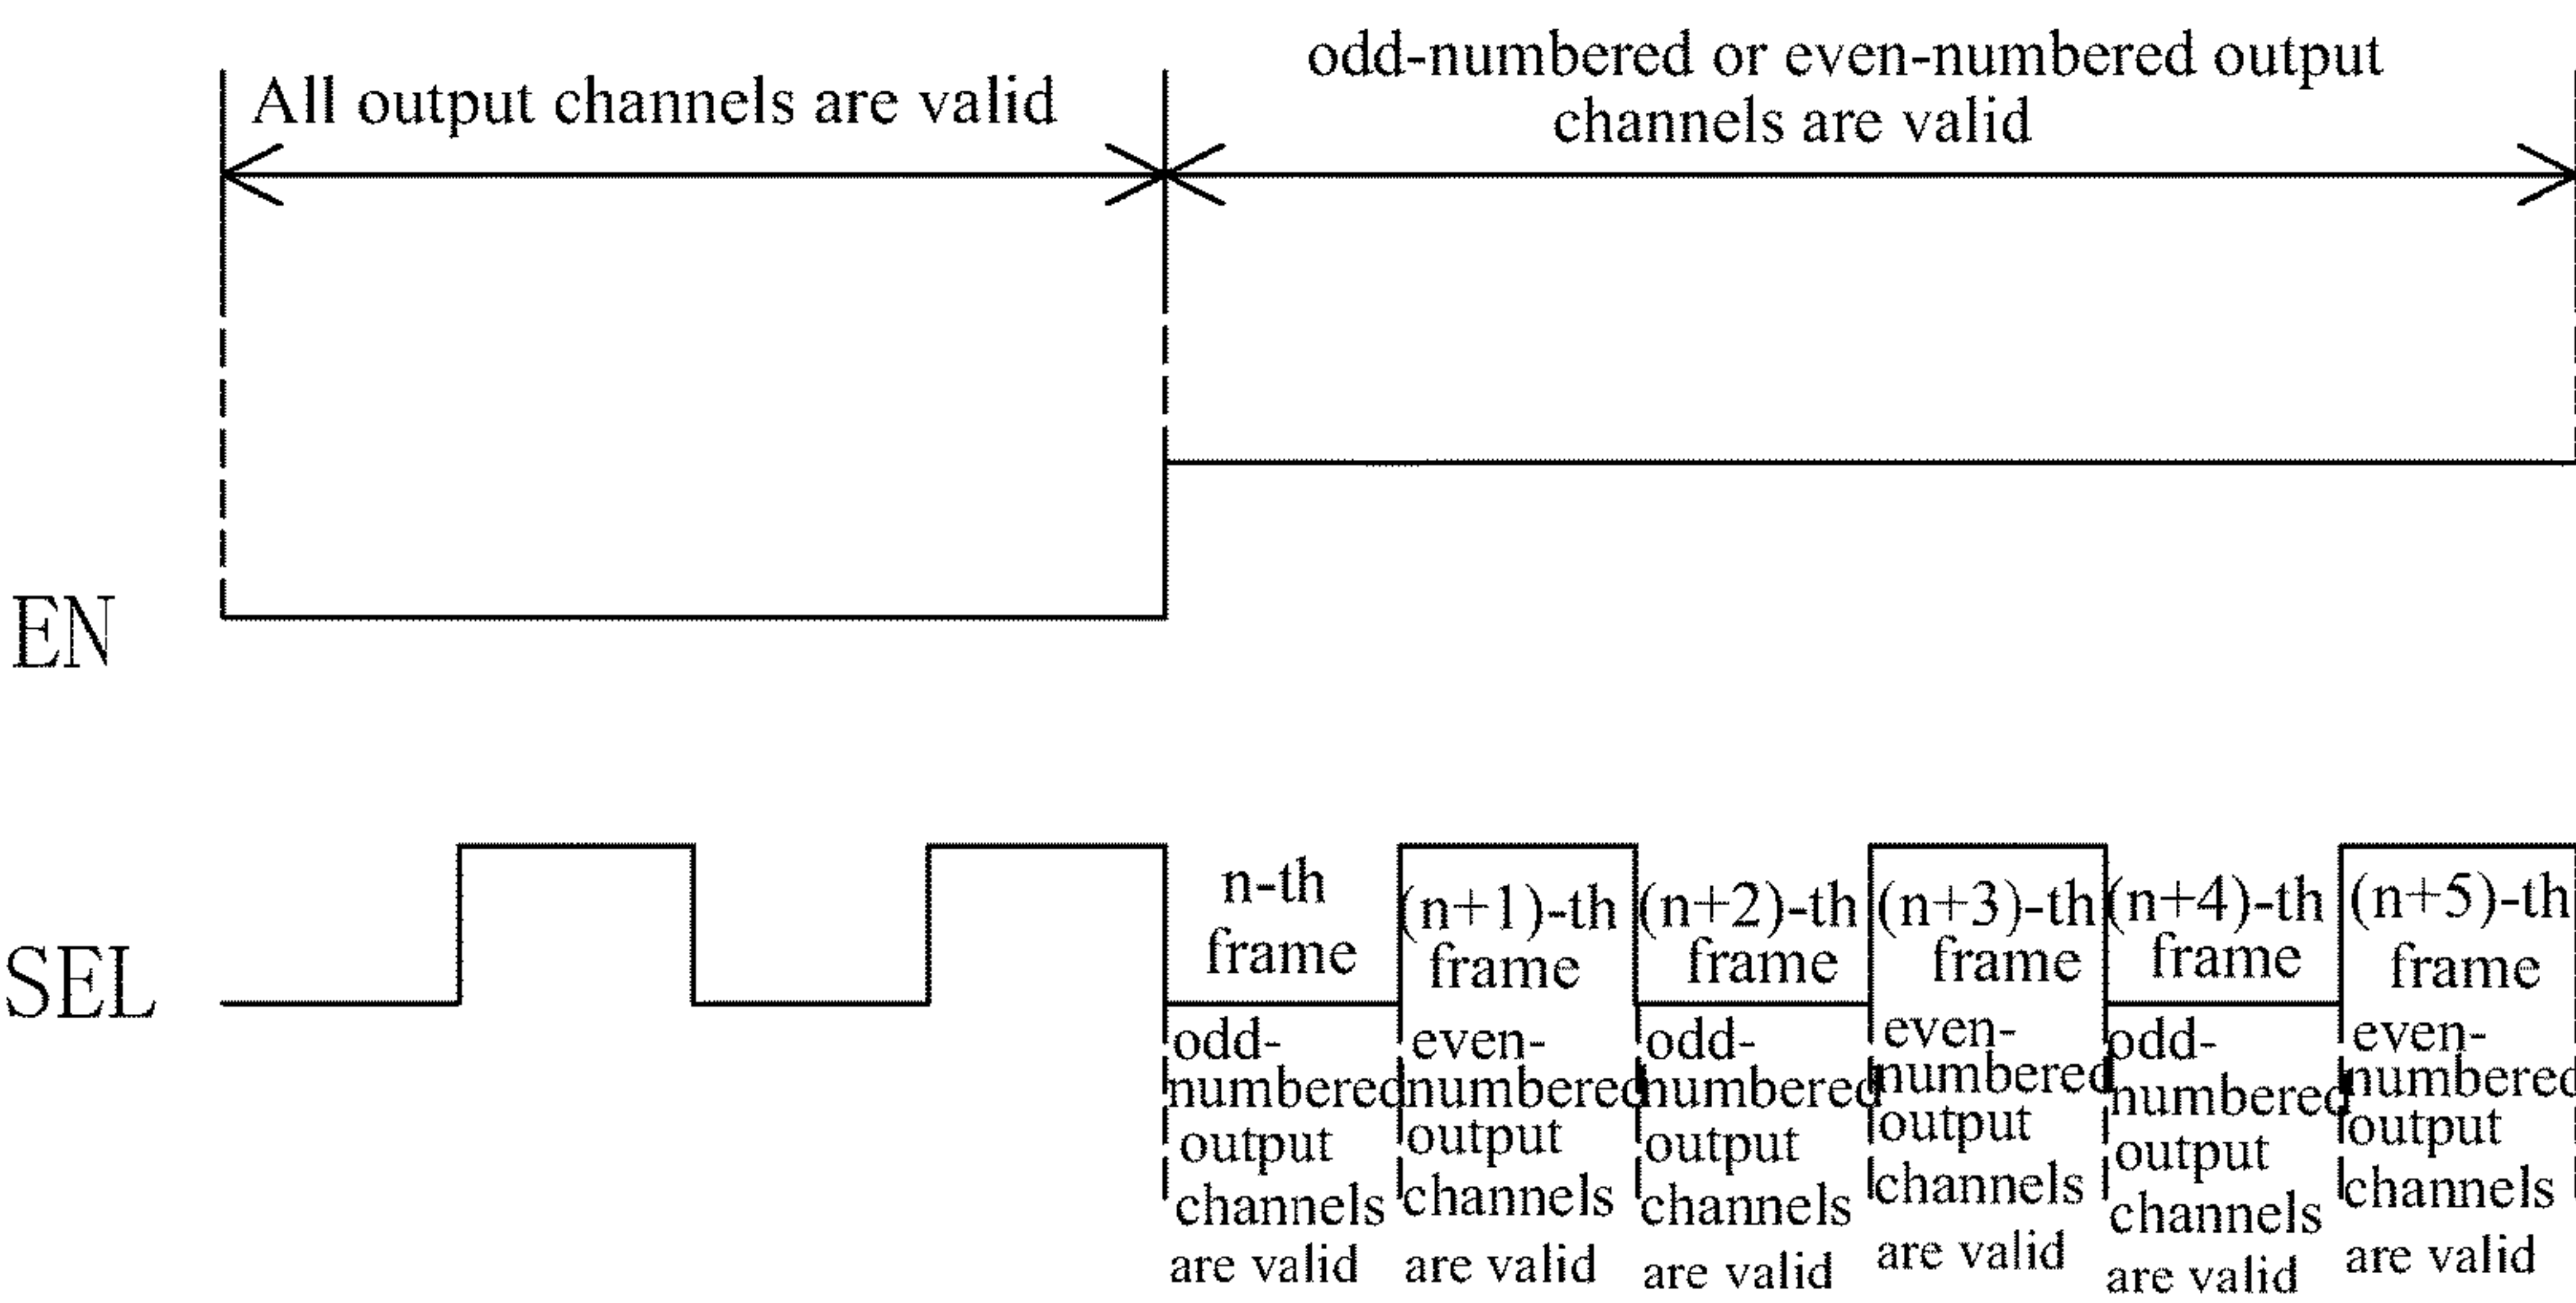 All output channels are valid
odd-numbered or even-numbered output
channels are valid
EN
SEL
n-th
frame
(n+1)-th
frame
(n+2)-th
frame
(n+3)-th
frame
(n+4)-th
frame
(n+5)-th
frame
odd-
numbered
output
channels
are valid
even-
numbered
output
channels
are valid
odd-
numbered
output
channels
are valid
even-
numbered
output
channels
are valid
odd-
numbered
output
channels
are valid
even-
numbered
output
channels
are valid